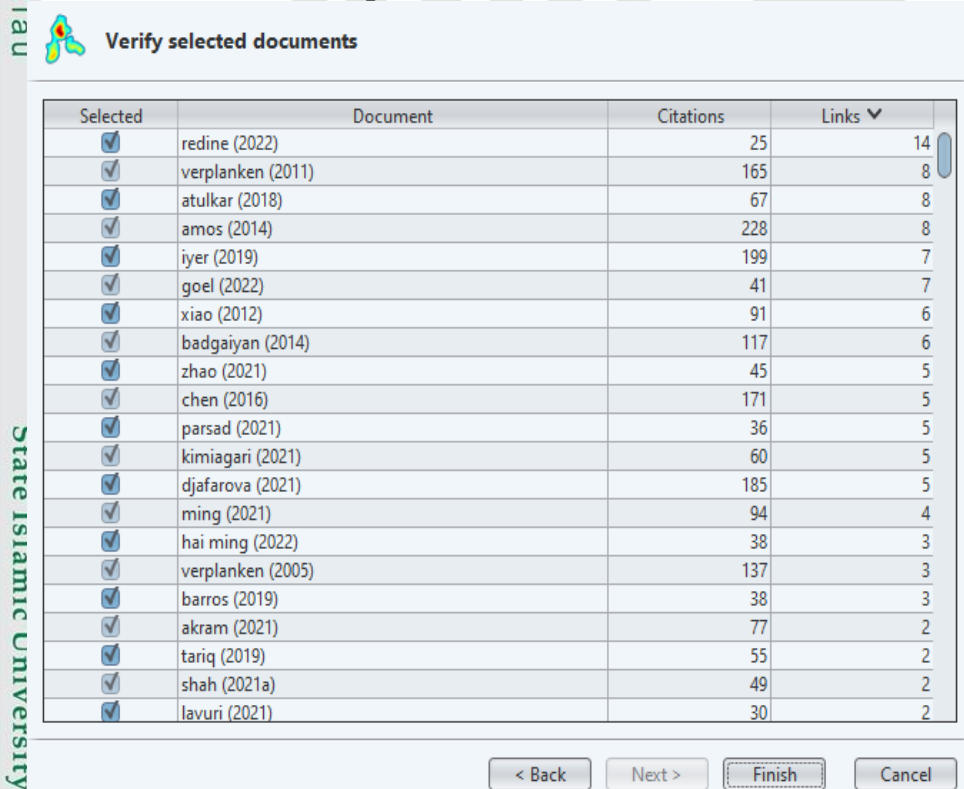 Verify selected documents
Selected Document Citations Links
redine (2022) 25 14
verplanken (2011) 165 8
atulkar (2018) 67 8
amos (2014) 228 8
iyer (2019) 199 7
goel (2022) 41 7
xiao (2012) 91 6
badgaiyan (2014) 117 6
zhao (2021) 45 5
chen (2016) 171 5
parsad (2021) 36 5
kimiagari (2021) 60 5
djafarova (2021) 185 5
ming (2021) 94 4
hai ming (2022) 38 3
verplanken (2005) 137 3
barros (2019) 38 3
akram (2021) 77 2
tariq (2019) 55 2
shah (2021a) 49 2
lavuri (2021) 30 2
< Back Next > Finish Cancel
State Islamic University